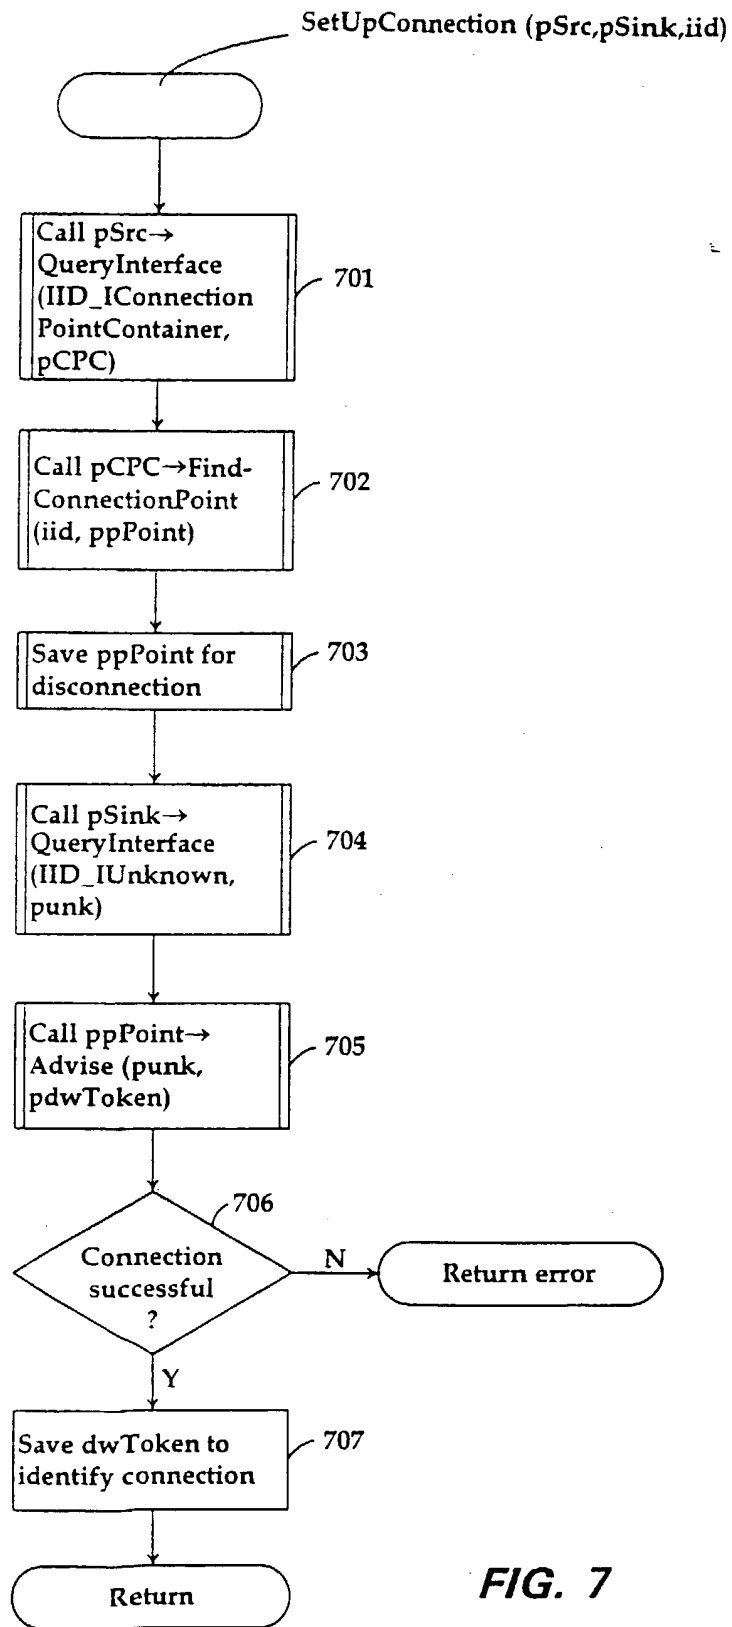 SetUpConnection (pSrc,pSink,iid)
Call pSrc→
QueryInterface
(IID_IConnection
PointContainer,
pCPC)
701
Call pCPC→Find-
ConnectionPoint
(iid, ppPoint)
702
Save ppPoint for
disconnection
703
Call pSink→
QueryInterface
(IID_IUnknown,
punk)
704
Call ppPoint→
Advise (punk,
pdwToken)
705
706
Connection
successful
?
N
Return error
Y
Save dwToken to
identify connection
707
Return
FIG. 7